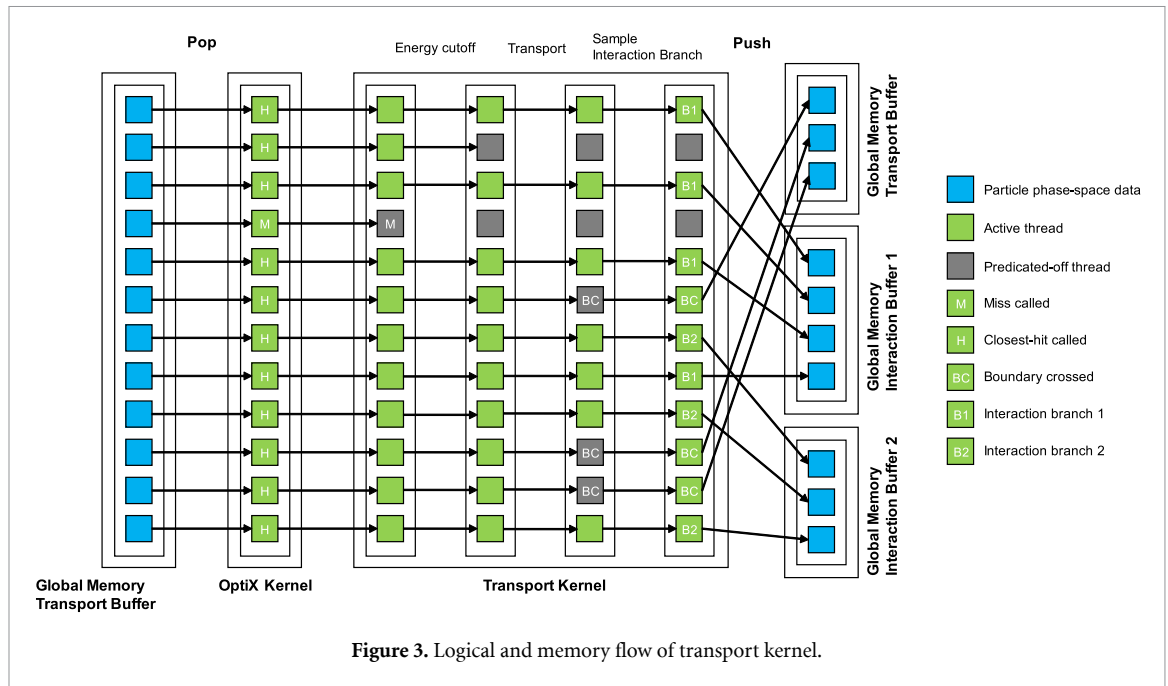 Pop
Energy cutoff
Transport
Sample
Interaction Branch
Push
H
B1
H
H
B1
M
M
H
B1
H
BC
BC
H
B2
H
B1
H
B2
H
BC
BC
H
BC
BC
H
B2
Global Memory
Transport Buffer
OptiX Kernel
Transport Kernel
Global Memory
Transport Buffer
Global Memory
Interaction Buffer 1
Global Memory
Interaction Buffer 2
Particle phase-space data
Active thread
Predicated-off thread
M Miss called
H Closest-hit called
BC Boundary crossed
B1 Interaction branch 1
B2 Interaction branch 2
Figure 3. Logical and memory flow of transport kernel.